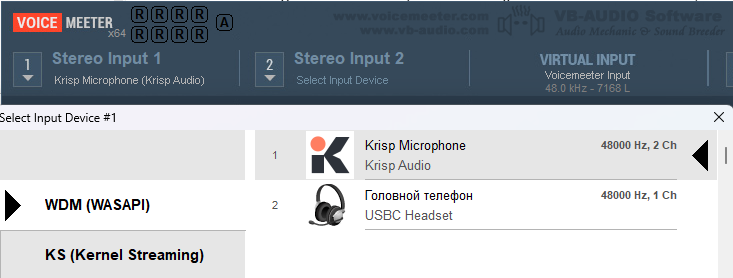 VOICE MEETER x64
R R R R A
R R R R
www.voicemeeter.com
www.vb-audio.com
VB-AUDIO Software
Audio Mechanic & Sound Breeder
1 Stereo Input 1
Krisp Microphone (Krisp Audio)
2 Stereo Input 2
Select Input Device
VIRTUAL INPUT
Voicemeeter Input
48.0 kHz - 7168 L
Select Input Device #1
WDM (WASAPI)
KS (Kernel Streaming)
1 Krisp Microphone 48000 Hz, 2 Ch
Krisp Audio
2 Головной телефон 48000 Hz, 1 Ch
USBC Headset